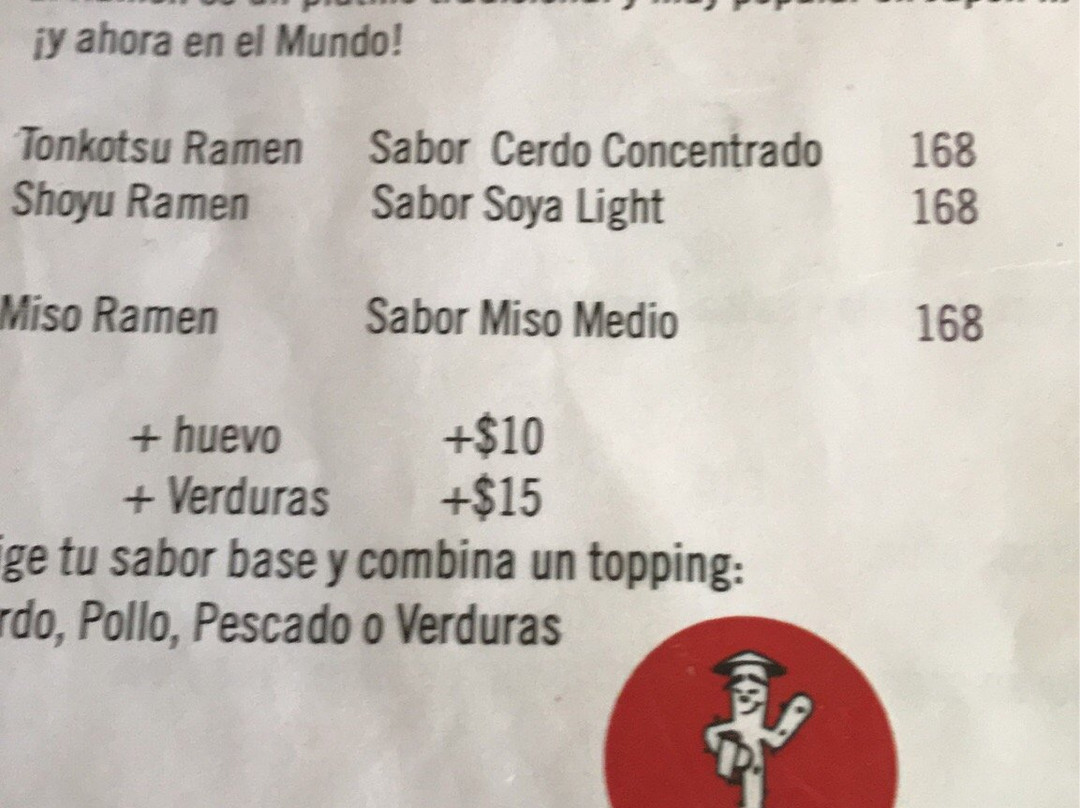 ¡y ahora en el Mundo!
Tonkotsu Ramen Sabor Cerdo Concentrado 168
Shoyu Ramen Sabor Soya Light 168
Miso Ramen Sabor Miso Medio 168
+ huevo +$10
+ Verduras +$15
ige tu sabor base y combina un topping:
rdo, Pollo, Pescado o Verduras